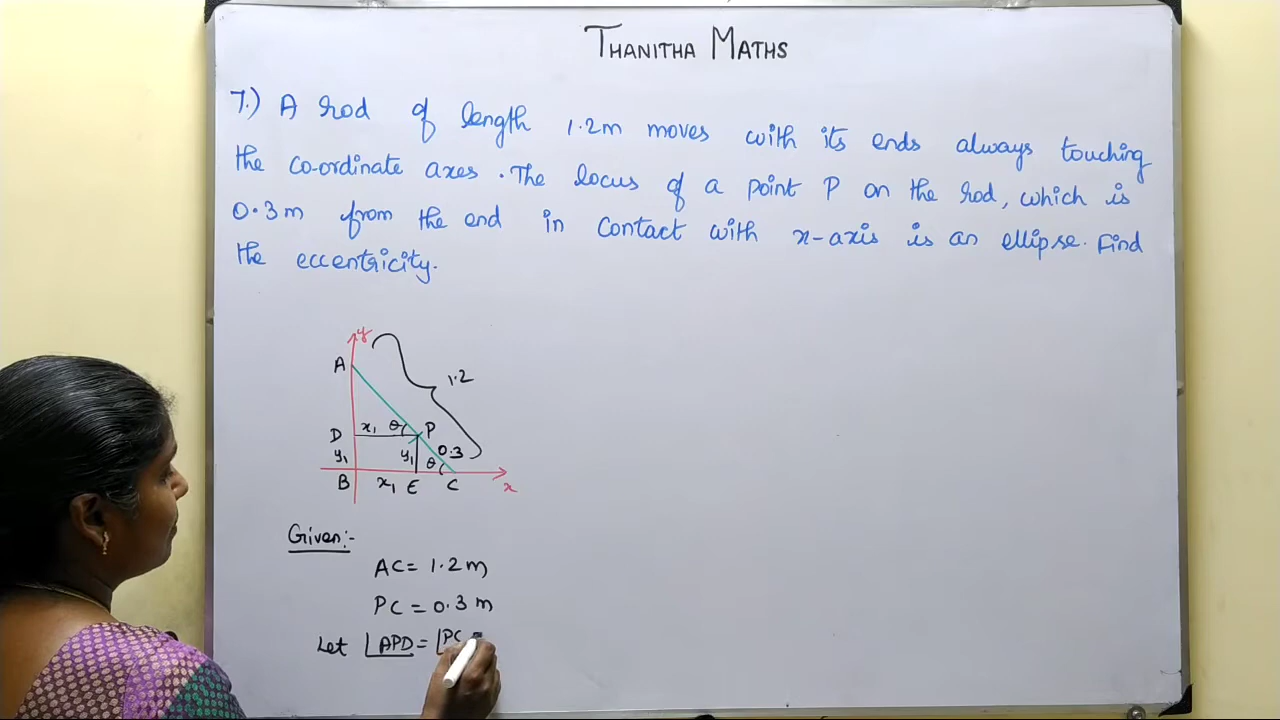 THANITHA MATHS
7.) A rod of length 1.2m moves with its ends always touching
the co-ordinate axes. The locus of a point P on the rod, which is
0.3m from the end in contact with x-axis is an ellipse. Find
the eccentricity.
y
A
1.2
D x₁ θ P
y₁ y₁ 0.3
θ
B x₁ E C x
Given:-
AC = 1.2 m
PC = 0.3 m
Let ∠APD = ∠PC